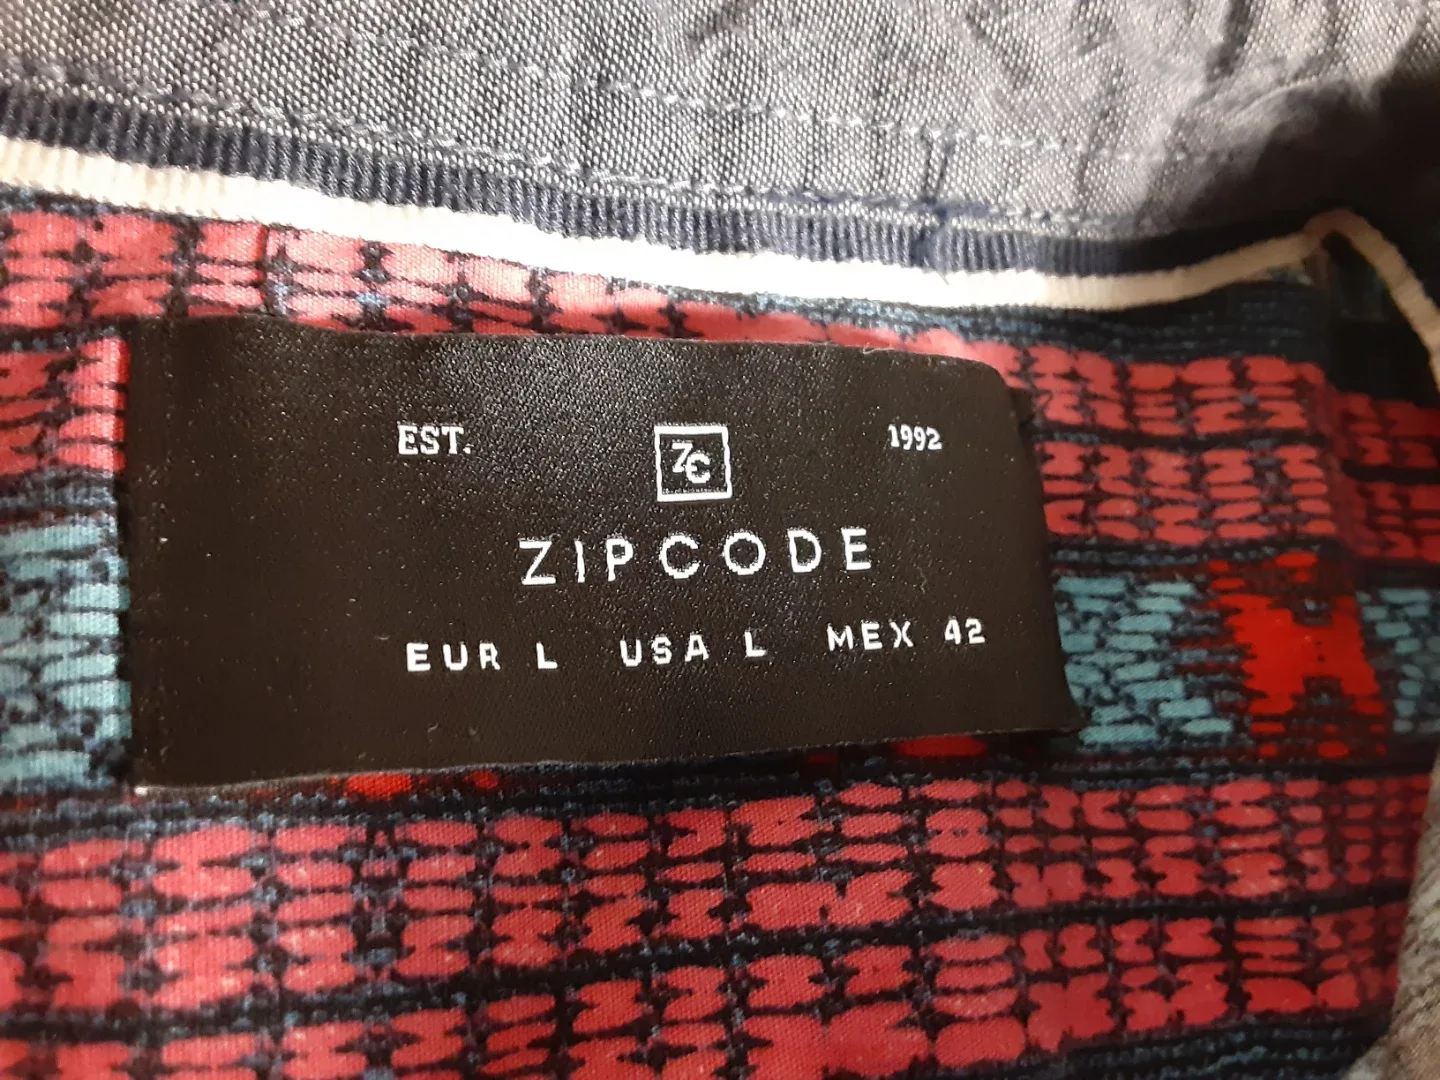 EST. ZC 1992
ZIPCODE
EUR L USA L MEX 42